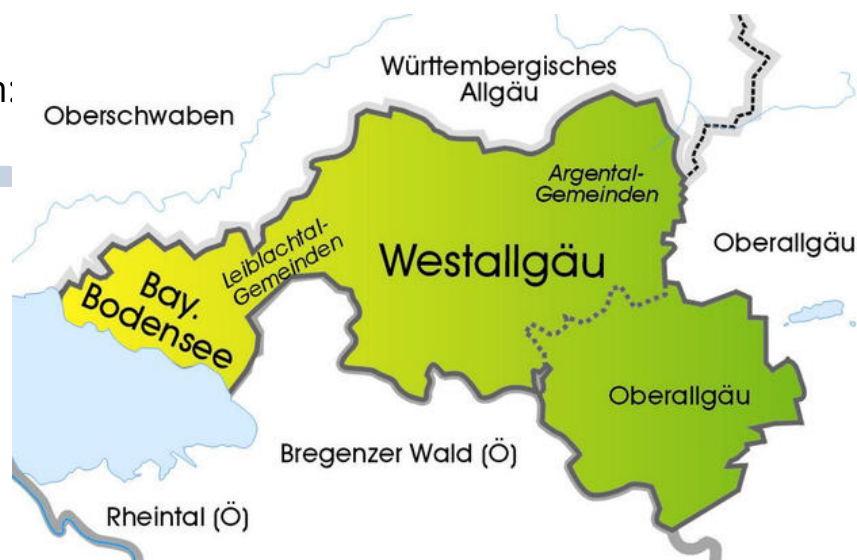 n:
Württembergisches
Allgäu
Oberschwaben
Argental-
Gemeinden
Leiblachtal-
Gemeinden
Westallgäu
Oberallgäu
Bay.
Bodensee
Oberallgäu
Bregenzer Wald (Ö)
Rheintal (Ö)